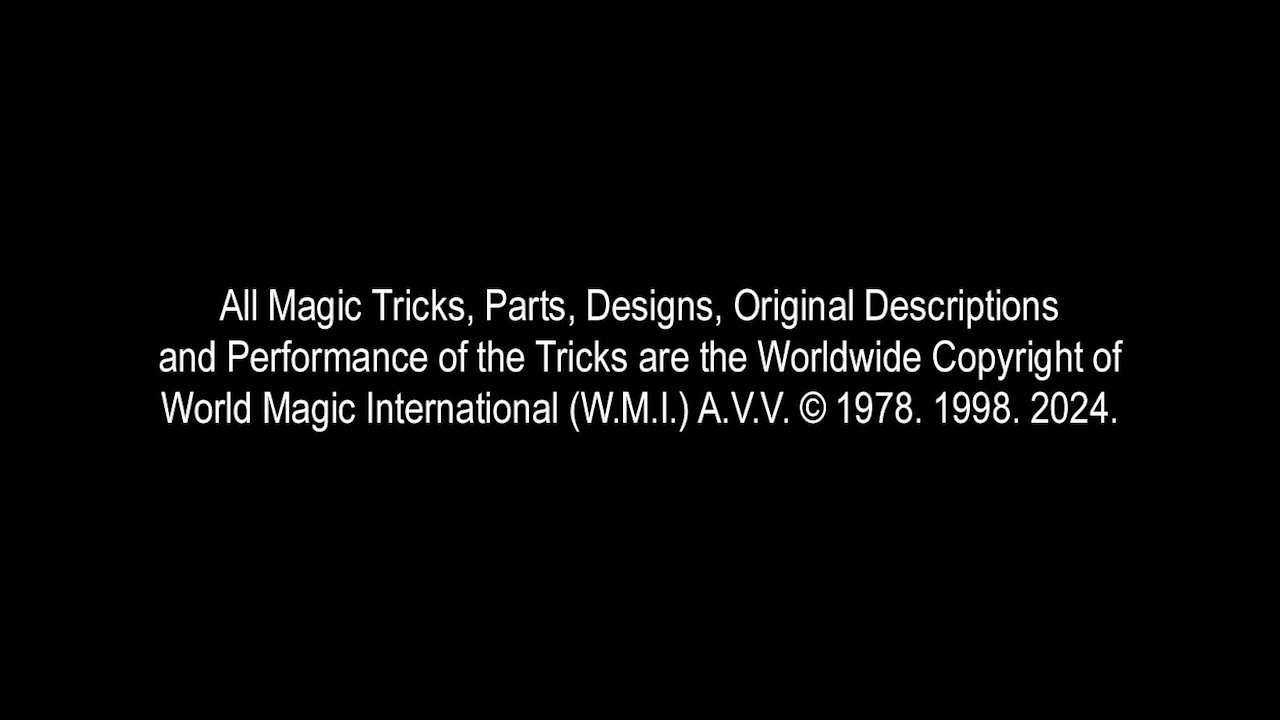 All Magic Tricks, Parts, Designs, Original Descriptions
and Performance of the Tricks are the Worldwide Copyright of
World Magic International (W.M.I.) A.V.V. © 1978. 1998. 2024.